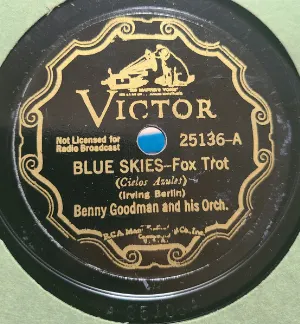 "HIS MASTER'S VOICE"
VICTOR
Not Licensed for
Radio Broadcast
25136-A
BLUE SKIES-Fox Trot
(Cielos Azules)
(Irving Berlin)
Benny Goodman and his Orch.